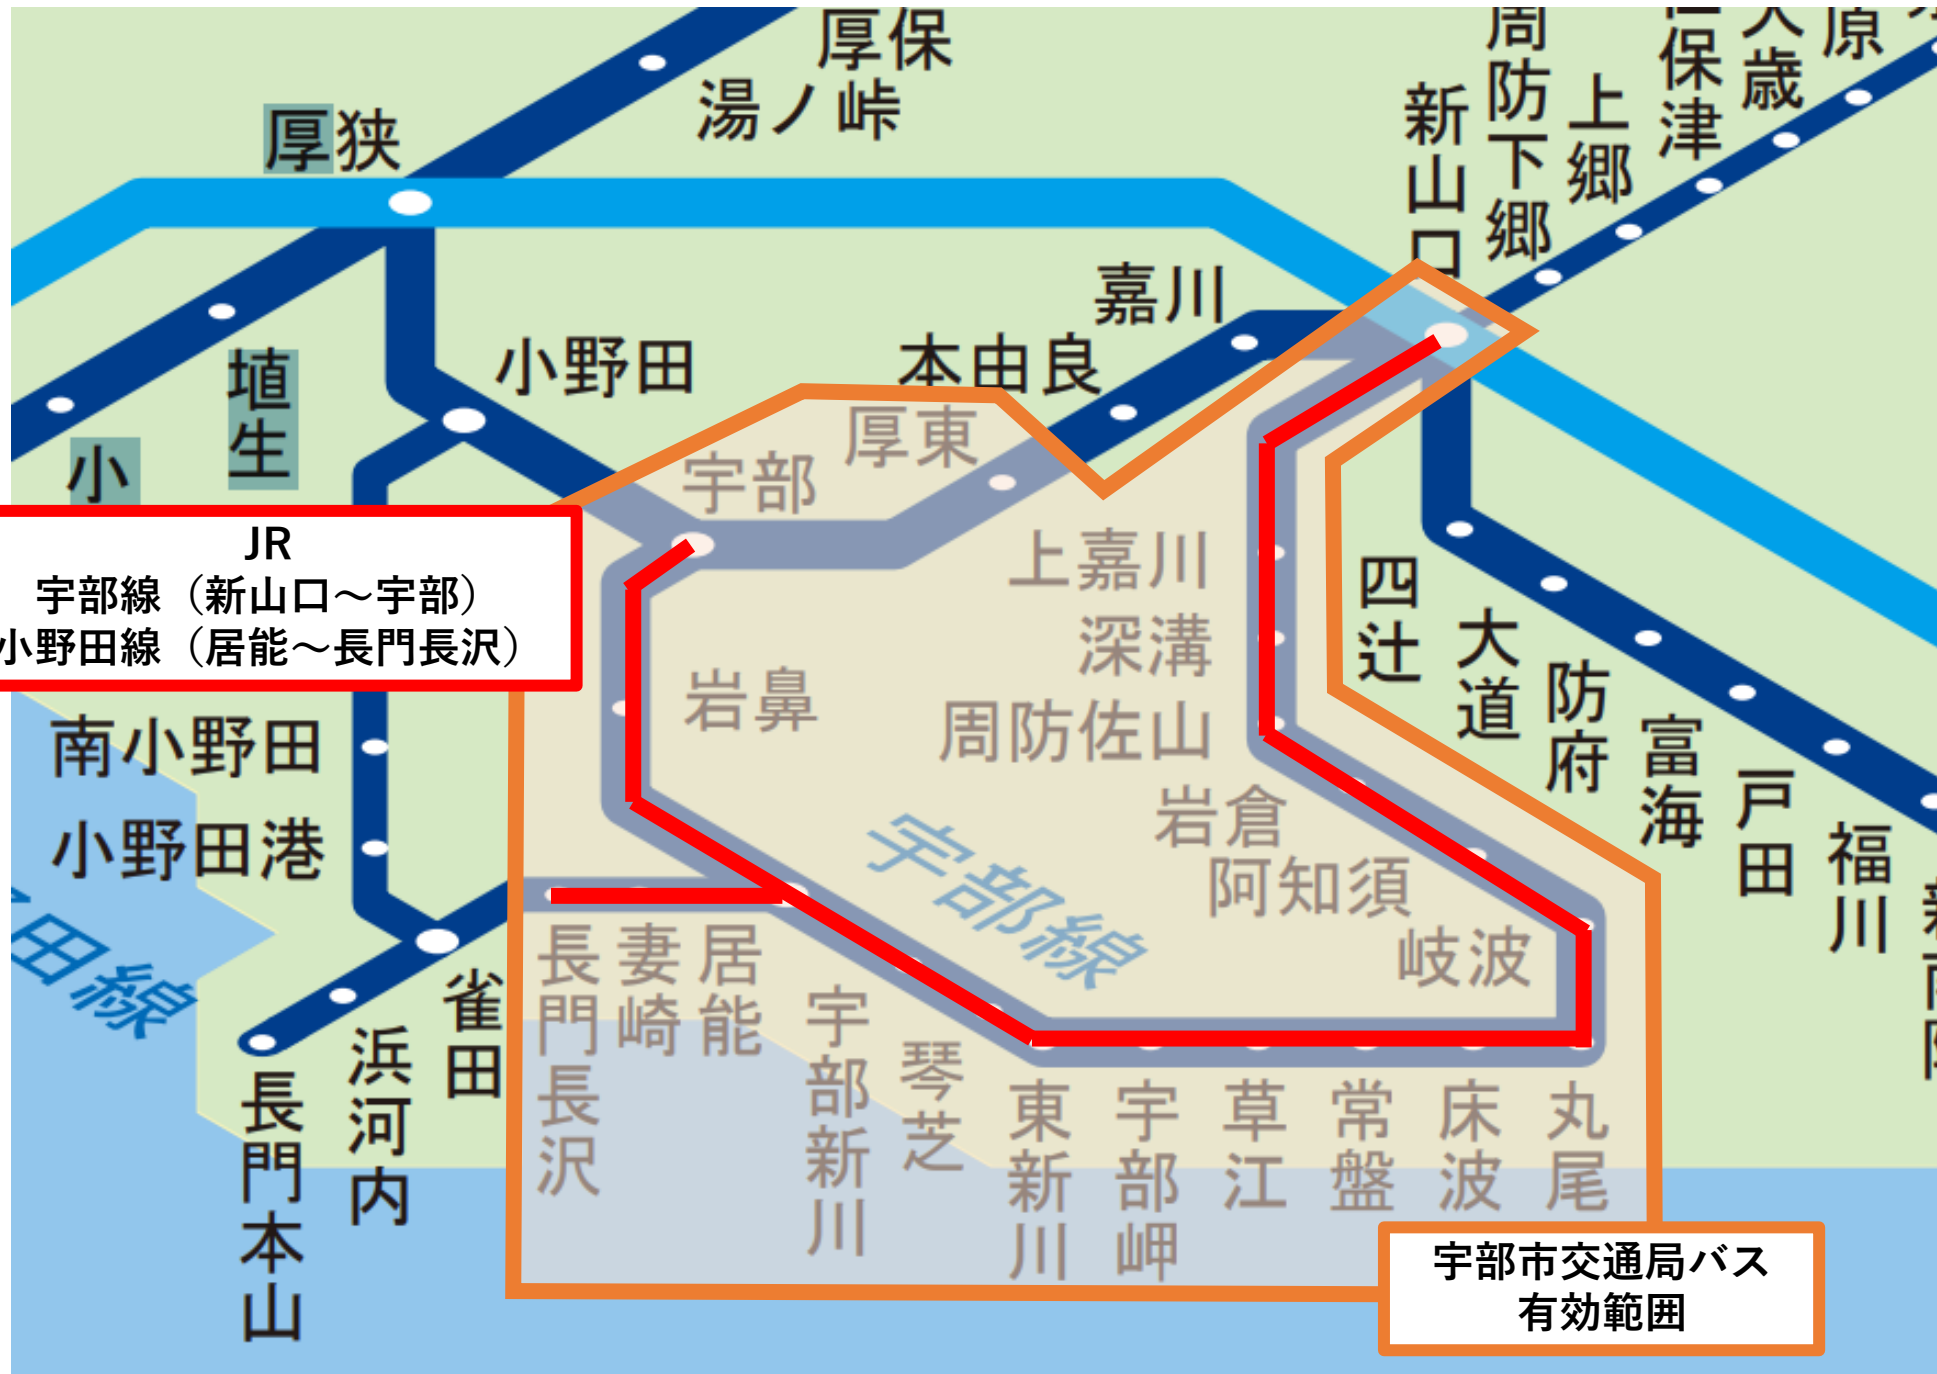 厚保
湯ノ峠
厚狭
新山口
周防下郷
上郷
保津
大歳
原
嘉川
本由良
小野田
埴生
小
厚東
宇部
JR
宇部線（新山口～宇部）
小野田線（居能～長門長沢）
上嘉川
深溝
周防佐山
岩倉
阿知須
岐波
岩鼻
宇部線
四辻
大道
防府
富海
戸田
福川
南小野田
小野田港
田線
雀田
浜河内
長門本山
長門長沢
妻崎
居能
宇部新川
琴芝
東新川
宇部岬
草江
常盤
床波
丸尾
宇部市交通局バス
有効範囲